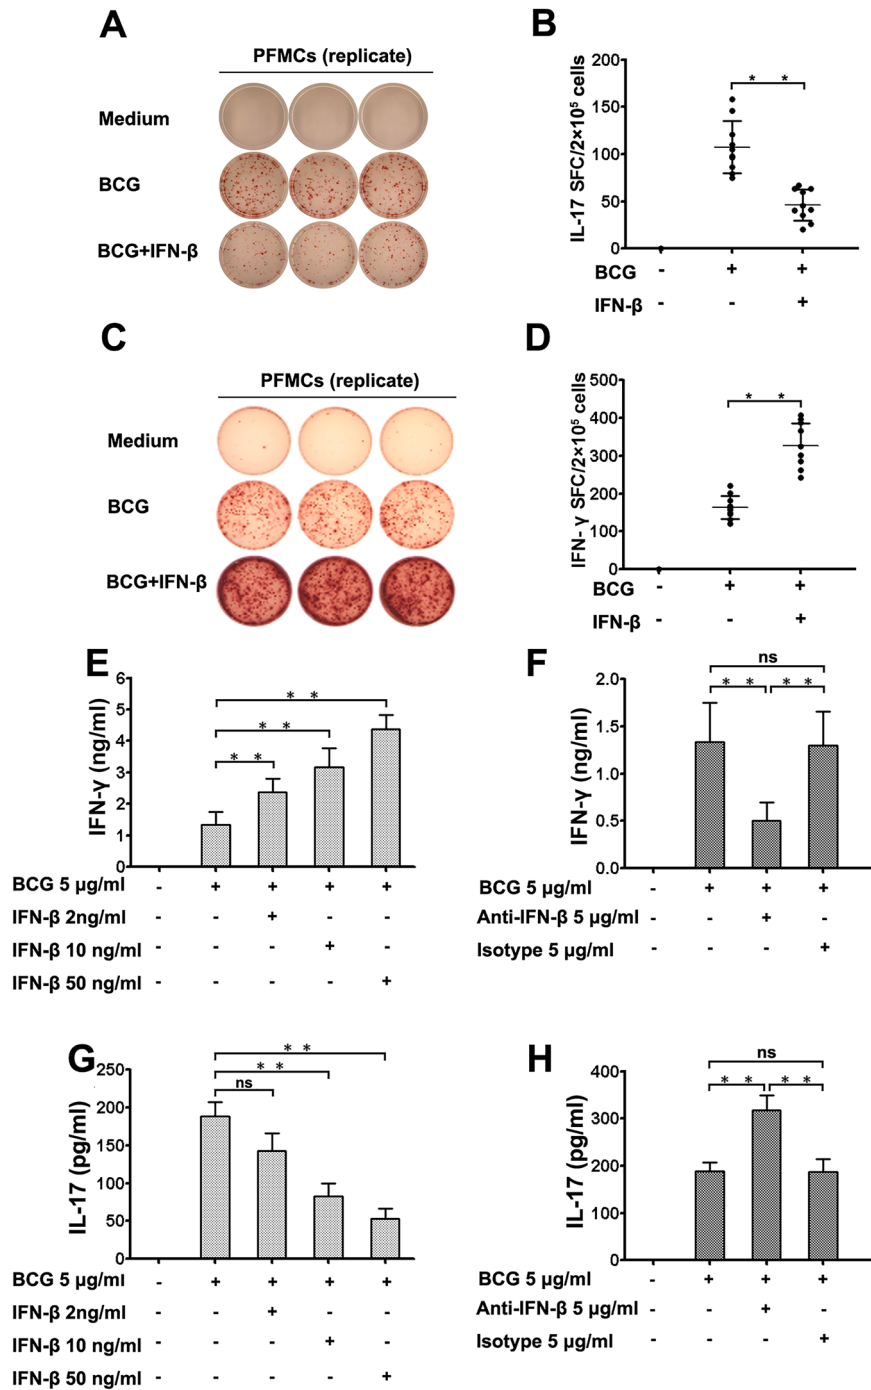 A
PFMCs (replicate)
Medium
BCG
BCG+IFN-β
B
IL-17 SFC/2×10⁵ cells
200
150
100
50
0
* *
BCG - + +
IFN-β - - +
C
PFMCs (replicate)
Medium
BCG
BCG+IFN-β
D
IFN- γ SFC/2×10⁵ cells
500
400
300
200
100
0
* *
BCG - + +
IFN-β - - +
E
IFN-γ (ng/ml)
6
5
4
3
2
1
0
* *
* *
* *
BCG 5 μg/ml - + + + +
IFN-β 2ng/ml - - + - -
IFN-β 10 ng/ml - - - + -
IFN-β 50 ng/ml - - - - +
F
IFN-γ (ng/ml)
2.0
1.5
1.0
0.5
0.0
ns
* * * *
BCG 5 μg/ml - + + +
Anti-IFN-β 5 μg/ml - - + -
Isotype 5 μg/ml - - - +
G
IL-17 (pg/ml)
250
200
150
100
50
0
* *
* *
ns
BCG 5 μg/ml - + + + +
IFN-β 2ng/ml - - + - -
IFN-β 10 ng/ml - - - + -
IFN-β 50 ng/ml - - - - +
H
IL-17 (pg/ml)
400
300
200
100
0
ns
* * * *
BCG 5 μg/ml - + + +
Anti-IFN-β 5 μg/ml - - + -
Isotype 5 μg/ml - - - +